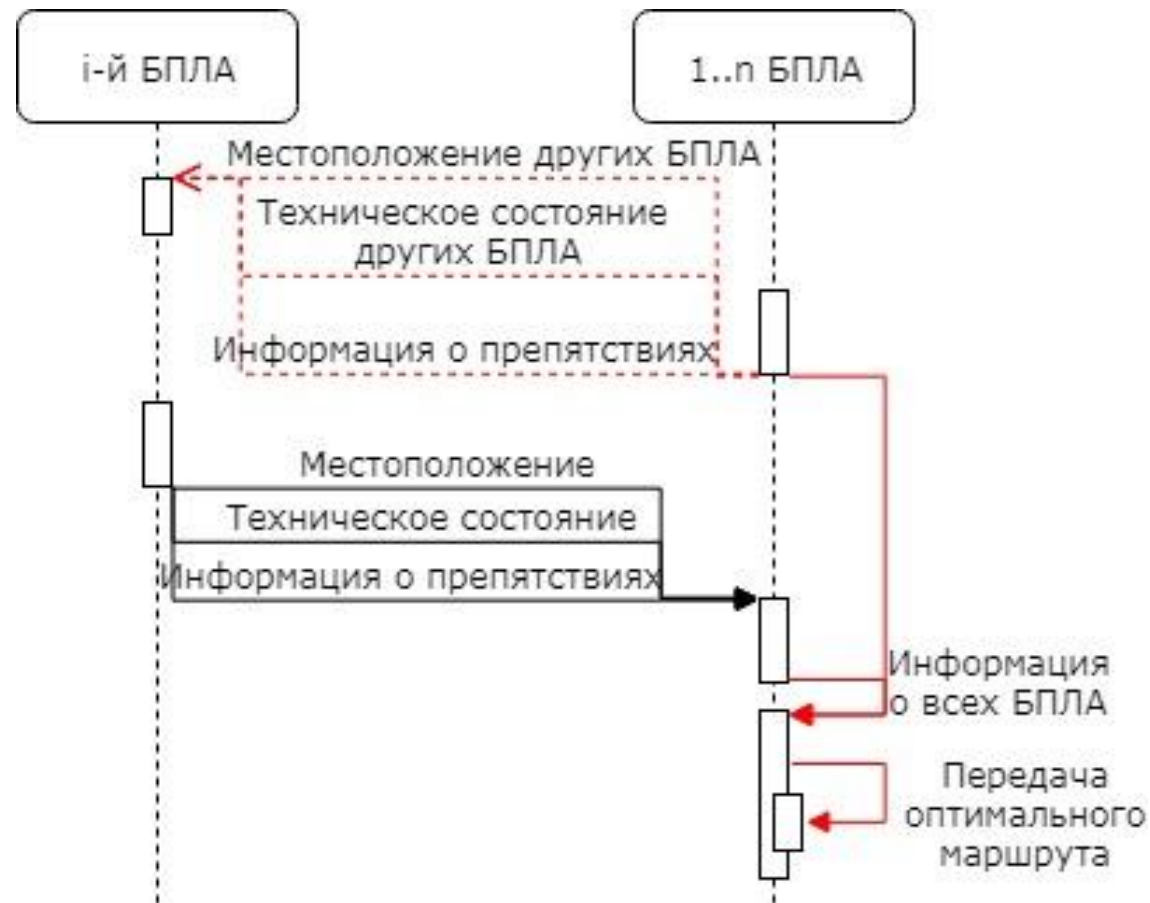 i-й БПЛА
1..n БПЛА
Местоположение других БПЛА
Техническое состояние
других БПЛА
Информация о препятствиях
Местоположение
Техническое состояние
Информация о препятствиях
Информация
о всех БПЛА
Передача
оптимального
маршрута